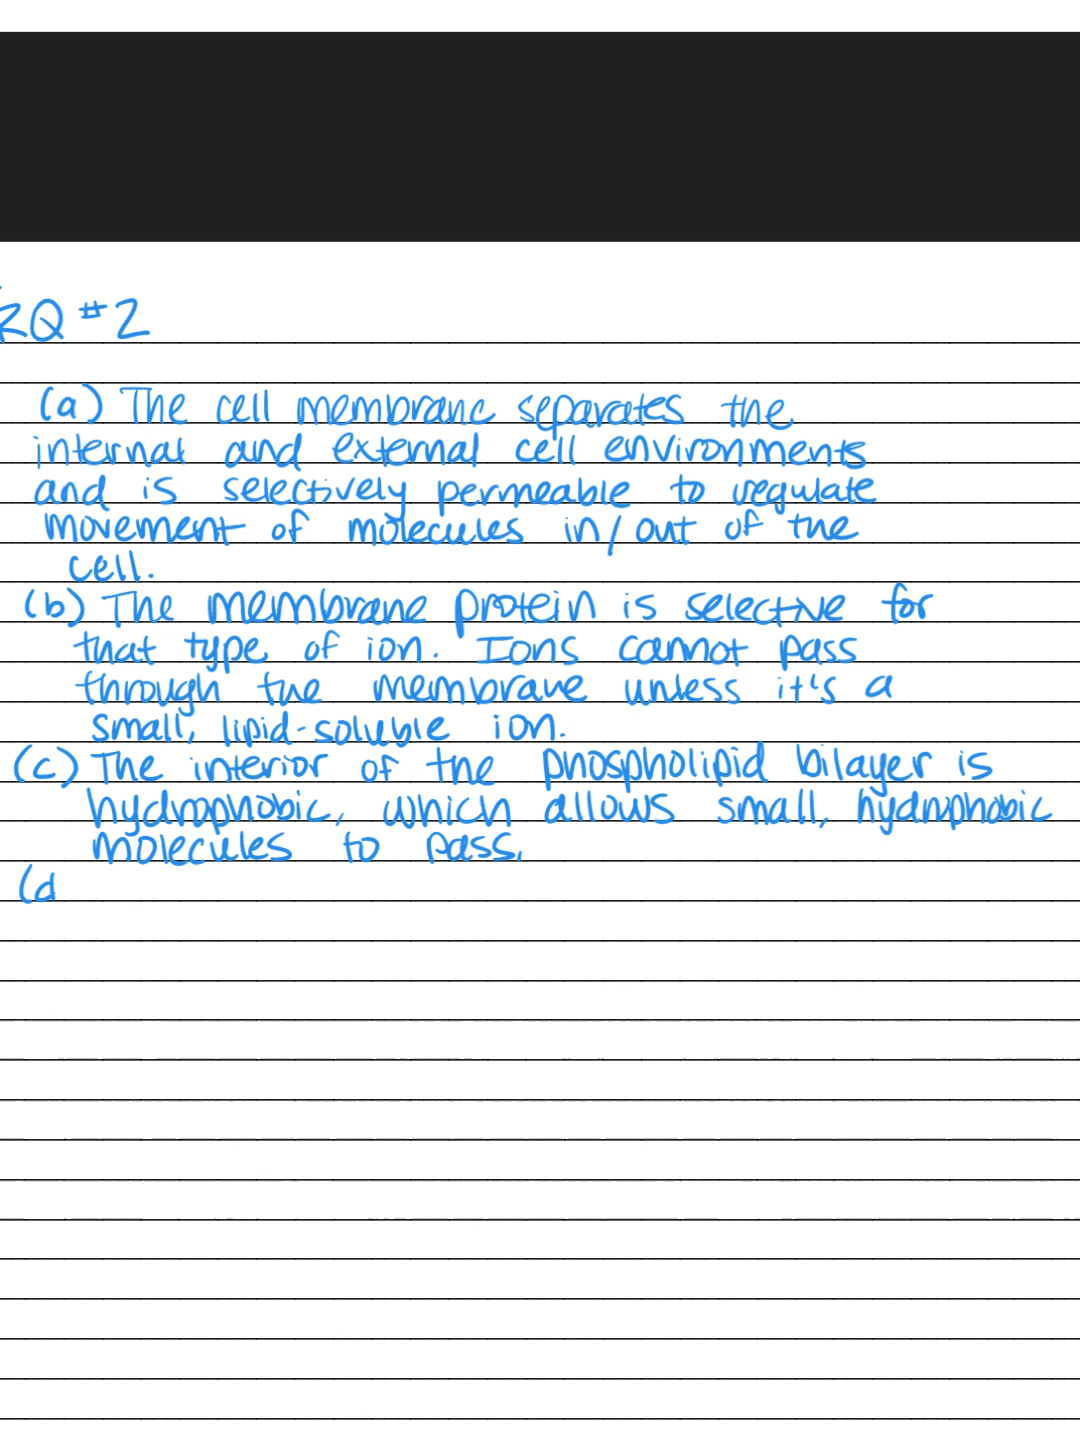 RQ #2
(a) The cell membrane separates the
internal and external cell environments
and is selectively permeable to regulate
movement of molecules in/out of the
cell.
(b) The membrane protein is selective for
that type of ion. Ions cannot pass
through the membrane unless it's a
small, lipid-soluble ion.
(c) The interior of the phospholipid bilayer is
hydrophobic, which allows small, hydrophobic
molecules to pass.
(d